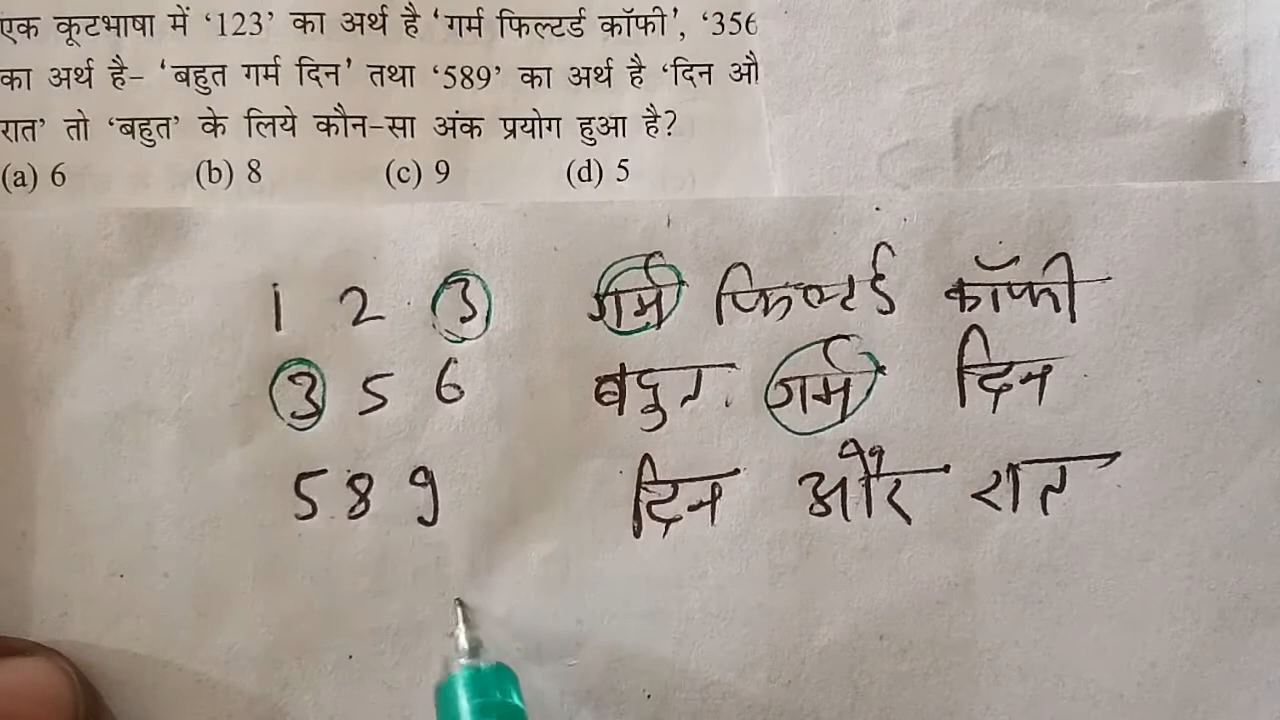 एक कूटभाषा में ‘123’ का अर्थ है ‘गर्म फिल्टर्ड कॉफी’, ‘356
का अर्थ है– ‘बहुत गर्म दिन’ तथा ‘589’ का अर्थ है ‘दिन औ
रात’ तो ‘बहुत’ के लिये कौन-सा अंक प्रयोग हुआ है?
(a) 6 (b) 8 (c) 9 (d) 5
1 2 3 गर्म फिल्टर्ड कॉफी
3 5 6 बहुत गर्म दिन
5 8 9 दिन और रात